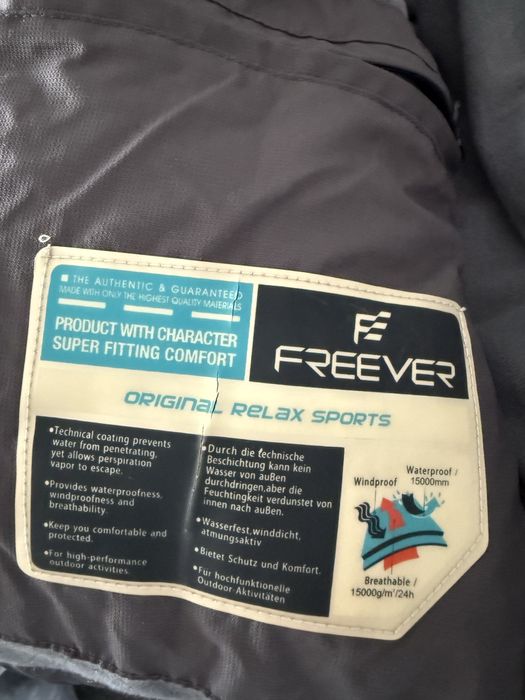 THE AUTHENTIC & GUARANTEED
MADE WITH ONLY THE HIGHEST QUALITY MATERIALS
PRODUCT WITH CHARACTER
SUPER FITTING COMFORT
FREEVER
ORIGINAL RELAX SPORTS
•Technical coating prevents
water from penetrating,
yet allows perspiration
vapor to escape.
•Provides waterproofness,
windproofness and
breathability.
•Keep you comfortable and
protected.
•For high-performance
outdoor activities.
•Durch die technische
Beschichtung kann kein
Wasser von außen
durchdringen,aber die
Feuchtigkeit verdunstet von
innen nach außen.
•Wasserfest,winddicht,
atmungsaktiv
•Bietet Schutz und Komfort.
•Für hochfunktionelle
Outdoor-Aktivitäten
Waterproof /
15000mm
Windproof
Breathable /
15000g/m²/24h